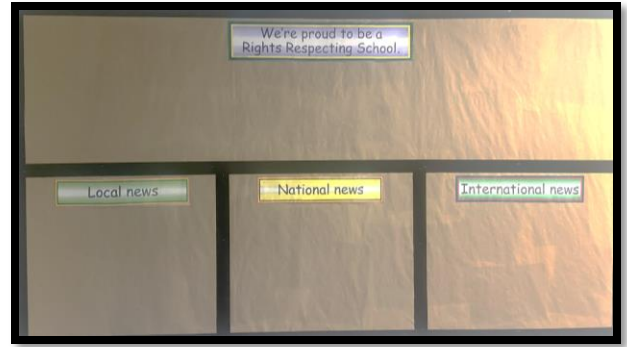 We're proud to be a
Rights Respecting School.
Local news
National news
International news